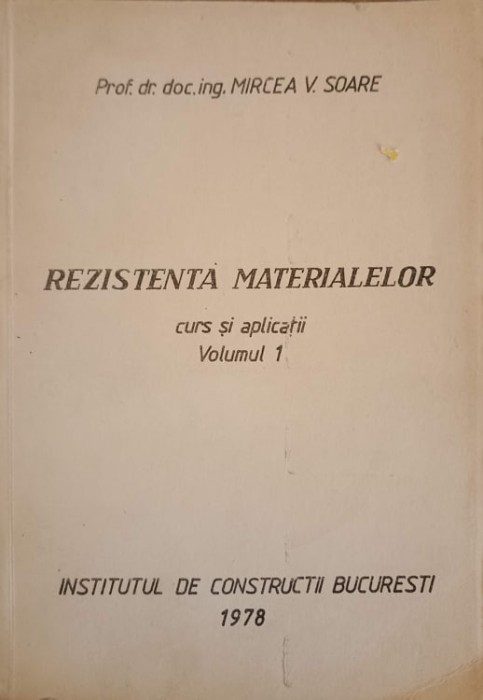 Prof. dr. doc. ing. MIRCEA V. SOARE
REZISTENTA MATERIALELOR
curs și aplicații
Volumul 1
INSTITUTUL DE CONSTRUCTII BUCURESTI
1978